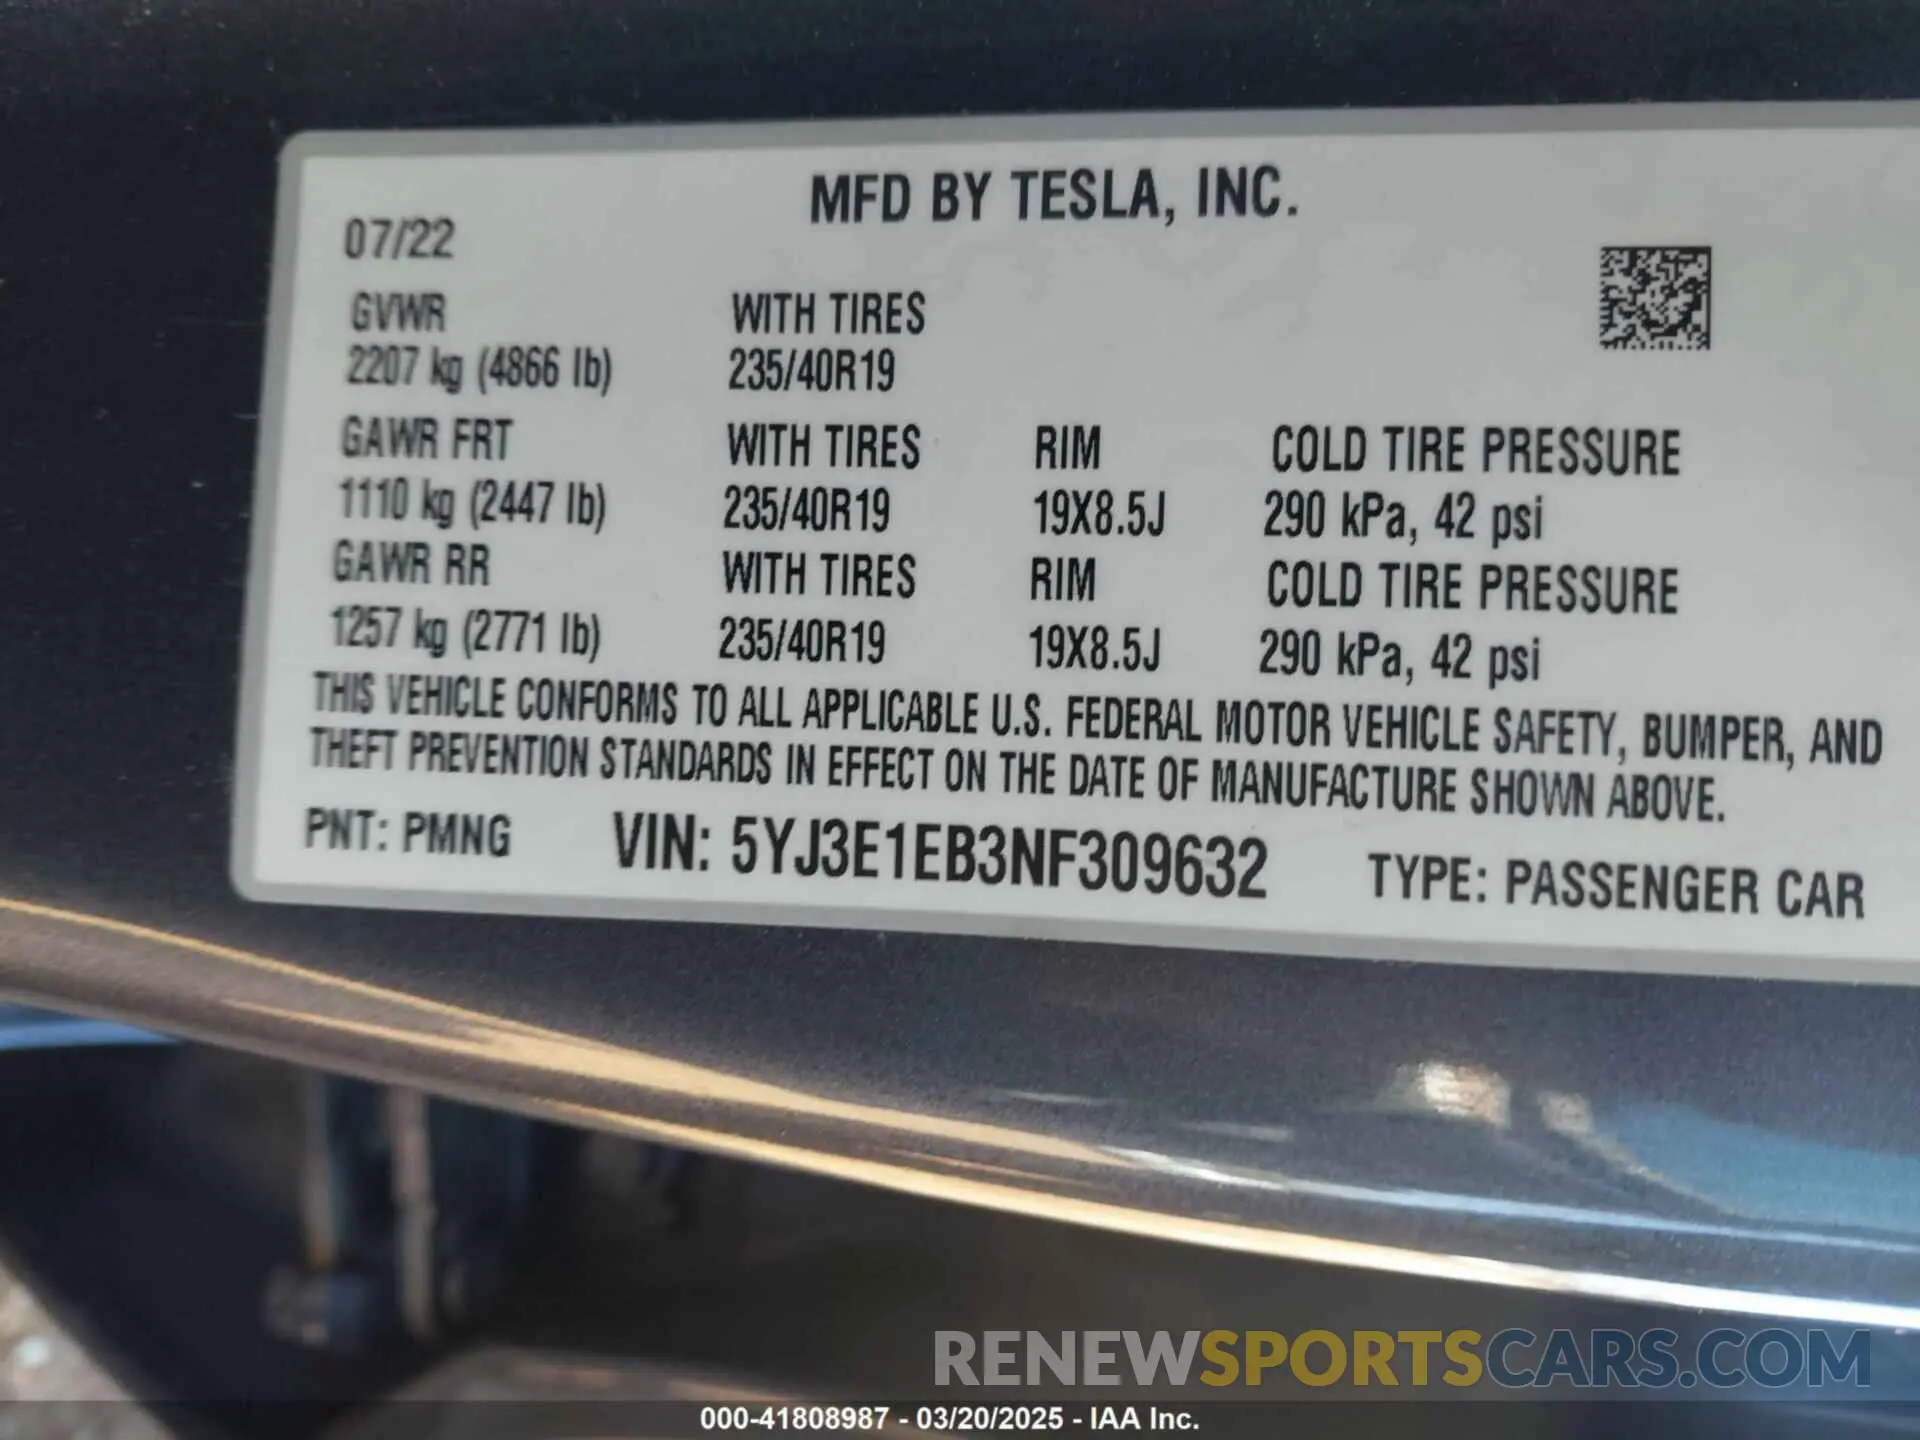 MFD BY TESLA, INC.
07/22
GVWR WITH TIRES
2207 kg (4866 lb) 235/40R19
GAWR FRT WITH TIRES RIM COLD TIRE PRESSURE
1110 kg (2447 lb) 235/40R19 19X8.5J 290 kPa, 42 psi
GAWR RR WITH TIRES RIM COLD TIRE PRESSURE
1257 kg (2771 lb) 235/40R19 19X8.5J 290 kPa, 42 psi
THIS VEHICLE CONFORMS TO ALL APPLICABLE U.S. FEDERAL MOTOR VEHICLE SAFETY, BUMPER, AND
THEFT PREVENTION STANDARDS IN EFFECT ON THE DATE OF MANUFACTURE SHOWN ABOVE.
PNT: PMNG VIN: 5YJ3E1EB3NF309632 TYPE: PASSENGER CAR
RENEWSPORTSCARS.COM
000-41808987 - 03/20/2025 - IAA Inc.